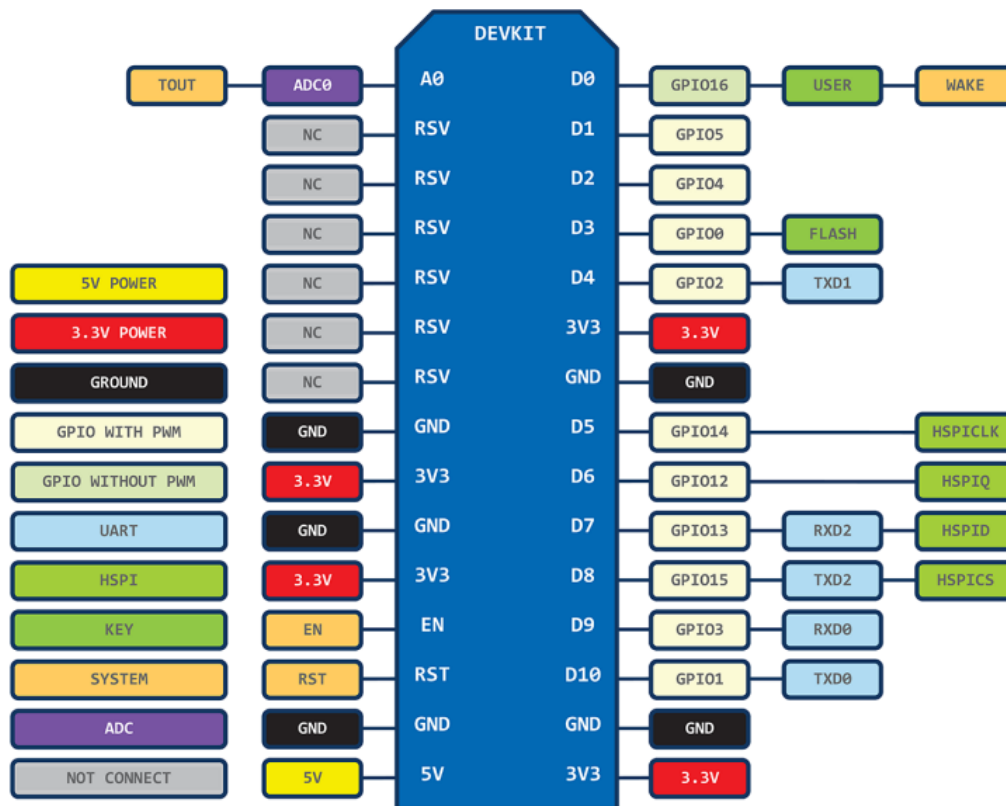 DEVKIT
TOUT ADC0 A0 D0 GPIO16 USER WAKE
NC RSV D1 GPIO5
NC RSV D2 GPIO4
NC RSV D3 GPIO0 FLASH
5V POWER NC RSV D4 GPIO2 TXD1
3.3V POWER NC RSV 3V3 3.3V
GROUND NC RSV GND GND
GPIO WITH PWM GND GND D5 GPIO14 HSPICLK
GPIO WITHOUT PWM 3.3V 3V3 D6 GPIO12 HSPIQ
UART GND GND D7 GPIO13 RXD2 HSPID
HSPI 3.3V 3V3 D8 GPIO15 TXD2 HSPICS
KEY EN EN D9 GPIO3 RXD0
SYSTEM RST RST D10 GPIO1 TXD0
ADC GND GND GND GND
NOT CONNECT 5V 5V 3V3 3.3V